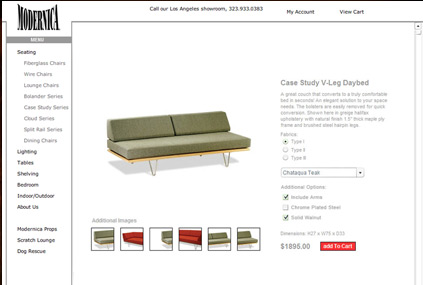 MODERNICA
Call our Los Angeles showroom, 323.933.0383
My Account
View Cart
MENU
Seating
Fiberglass Chairs
Wire Chairs
Lounge Chairs
Bolander Series
Case Study Series
Cloud Series
Split Rail Series
Dining Chairs
Lighting
Tables
Shelving
Bedroom
Indoor/Outdoor
About Us
Modernica Props
Scratch Lounge
Dog Rescue
Case Study V-Leg Daybed
A great couch that converts to a truly comfortable
bed in seconds! An elegant solution to your space
needs. The bolsters are easily removed for quick
conversion. Shown here in greige halifax
upholstery with natural finish 1.5" thick maple ply
frame and brushed steel hairpin legs.
Fabrics:
Type I
Type II
Type III
Chataqua Teak
Additional Options:
Include Arms
Chrome Plated Steel
Solid Walnut
Additional Images
Dimensions: H27 x W75 x D33
$1895.00
add To Cart